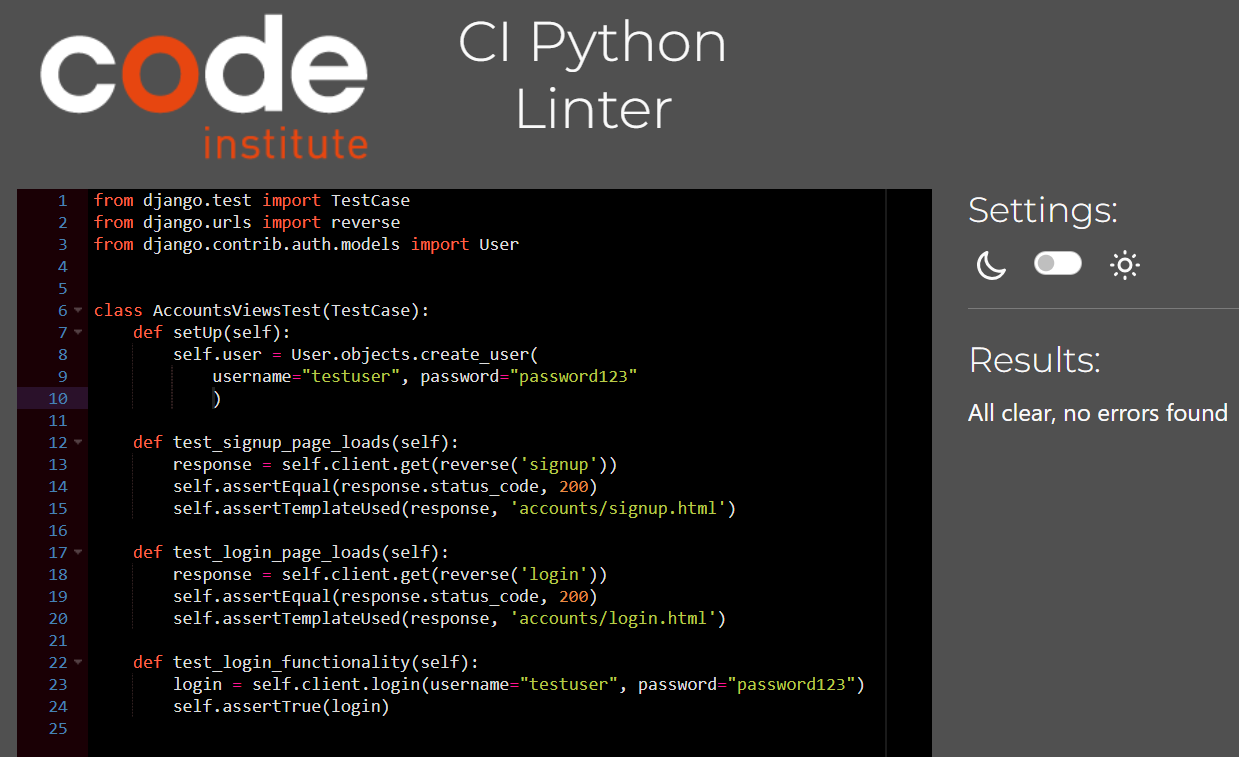 code
institute
CI Python
Linter
1 from django.test import TestCase
2 from django.urls import reverse
3 from django.contrib.auth.models import User
4
5
6 class AccountsViewsTest(TestCase):
7     def setUp(self):
8         self.user = User.objects.create_user(
9             username="testuser", password="password123"
10             )
11
12     def test_signup_page_loads(self):
13         response = self.client.get(reverse('signup'))
14         self.assertEqual(response.status_code, 200)
15         self.assertTemplateUsed(response, 'accounts/signup.html')
16
17     def test_login_page_loads(self):
18         response = self.client.get(reverse('login'))
19         self.assertEqual(response.status_code, 200)
20         self.assertTemplateUsed(response, 'accounts/login.html')
21
22     def test_login_functionality(self):
23         login = self.client.login(username="testuser", password="password123")
24         self.assertTrue(login)
25
Settings:
Results:
All clear, no errors found